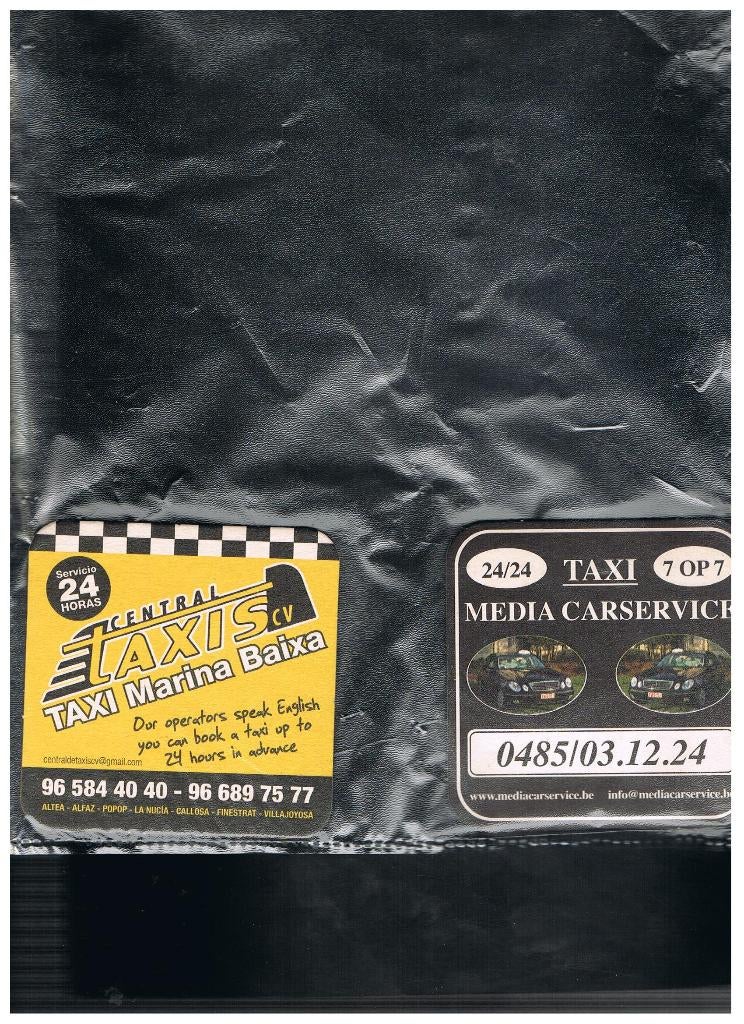 Servicio
24
HORAS
CENTRAL
TAXIS CV
TAXI Marina Baixa
Our operators speak English
you can book a taxi up to
24 hours in advance
centraldetaxiscv@gmail.com
96 584 40 40 - 96 689 75 77
ALTEA - ALFAZ - POPOP - LA NUCÍA - CALLOSA - FINESTRAT - VILLAJOYOSA
24/24 TAXI 7 OP 7
MEDIA CARSERVICE
0485/03.12.24
www.mediacarservice.be info@mediacarservice.be